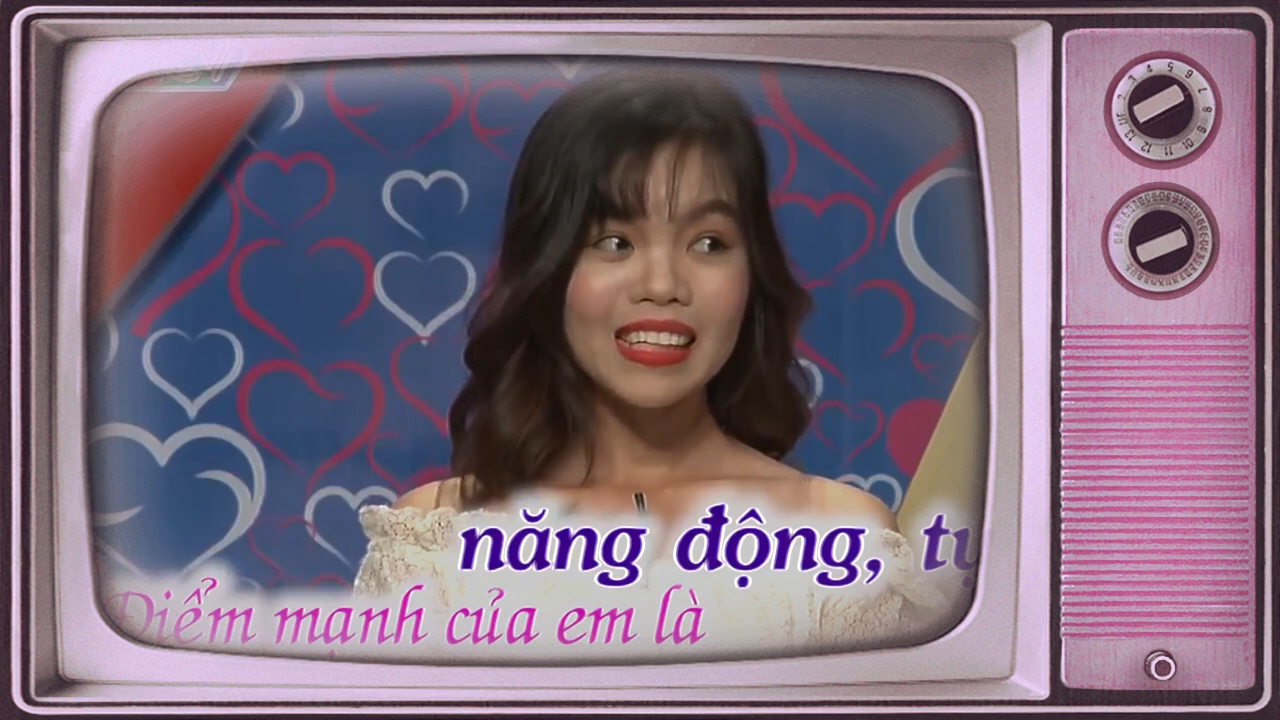 năng động,
Điểm mạnh của em là